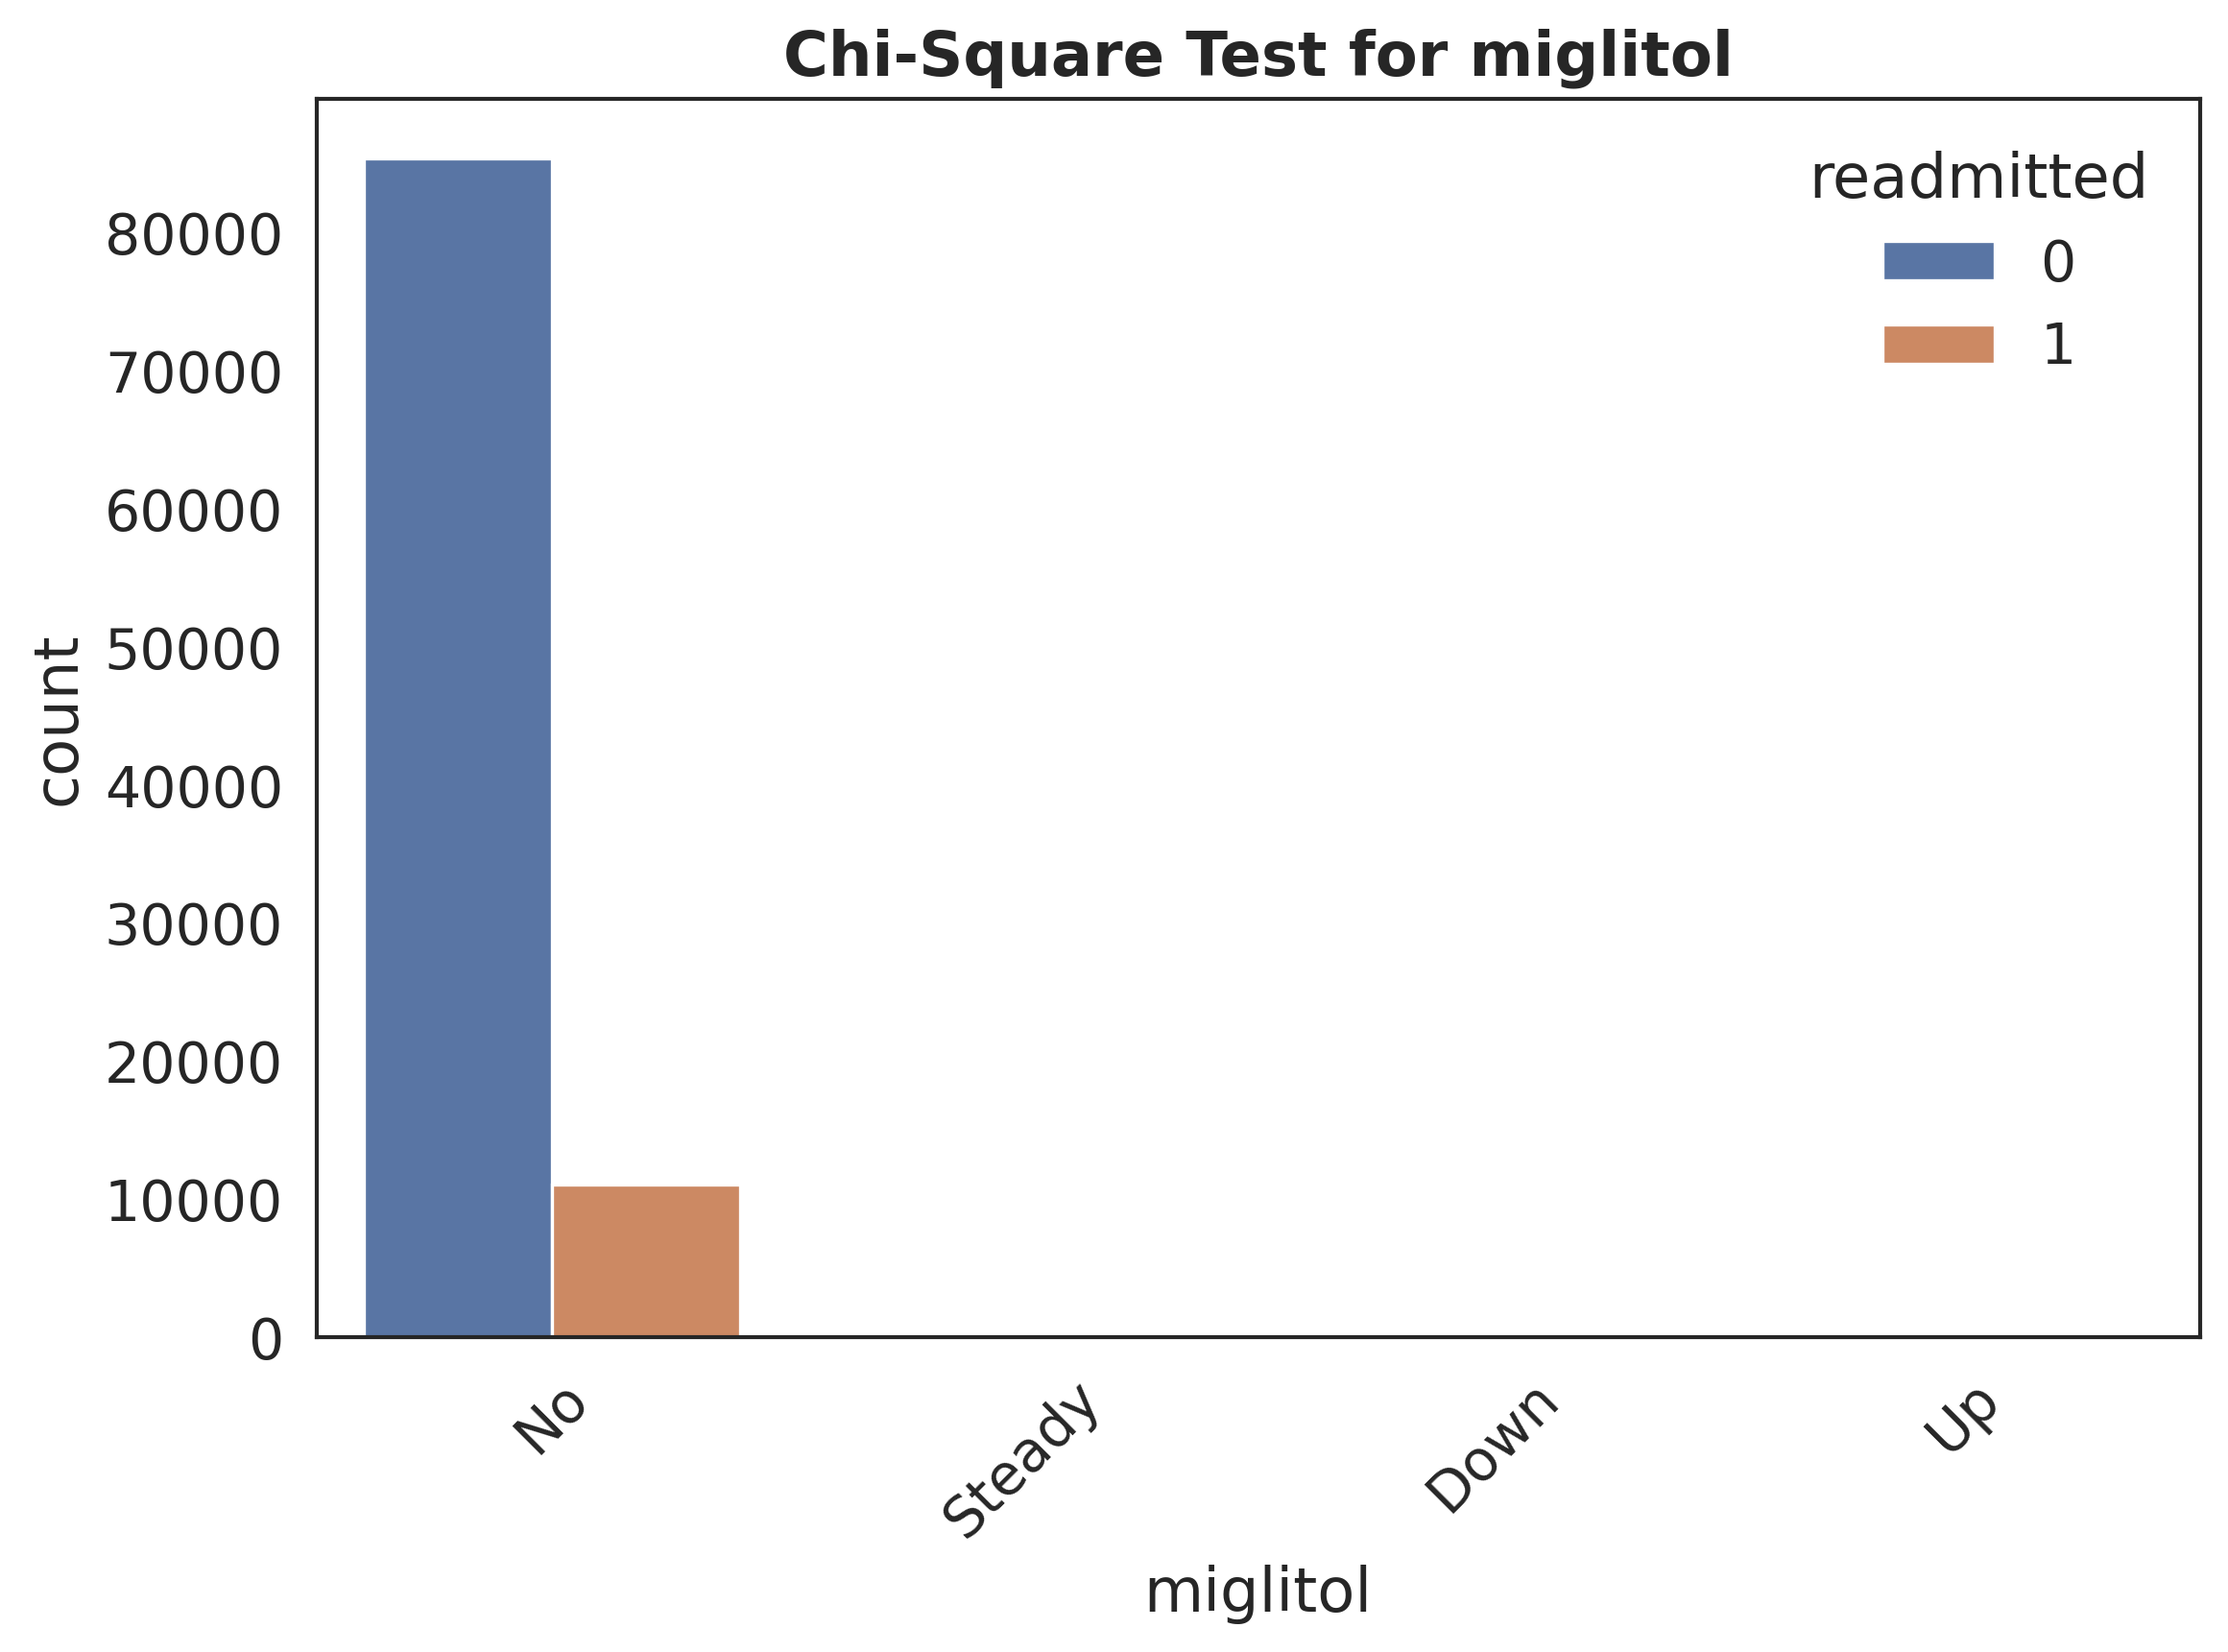 Chi-Square Test for miglitol
readmitted
0
1
count
80000
70000
60000
50000
40000
30000
20000
10000
0
No
Steady
Down
Up
miglitol